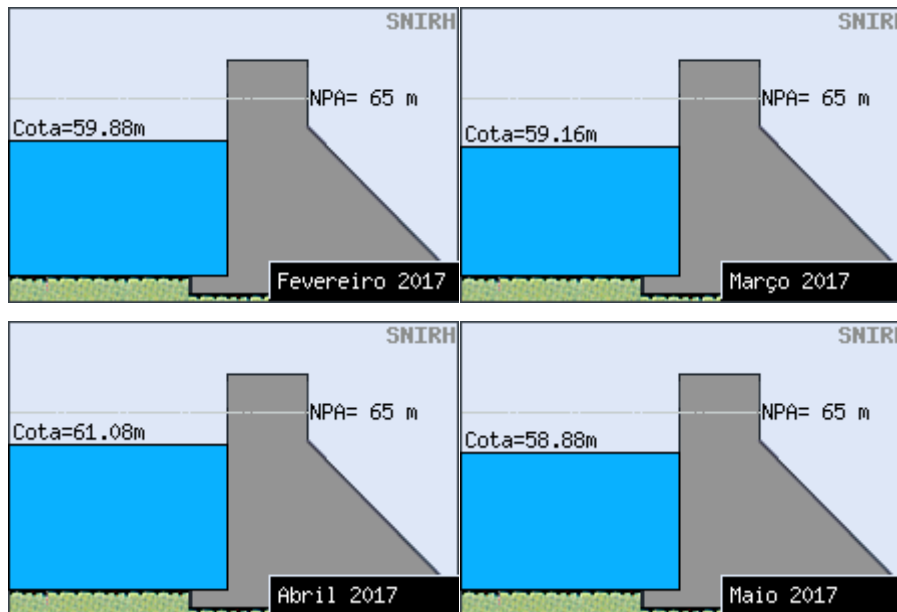 SNIRH
NPA= 65 m
Cota=59.88m
Fevereiro 2017
SNIRH
NPA= 65 m
Cota=59.16m
Março 2017
SNIRH
NPA= 65 m
Cota=61.08m
Abril 2017
SNIRH
NPA= 65 m
Cota=58.88m
Maio 2017